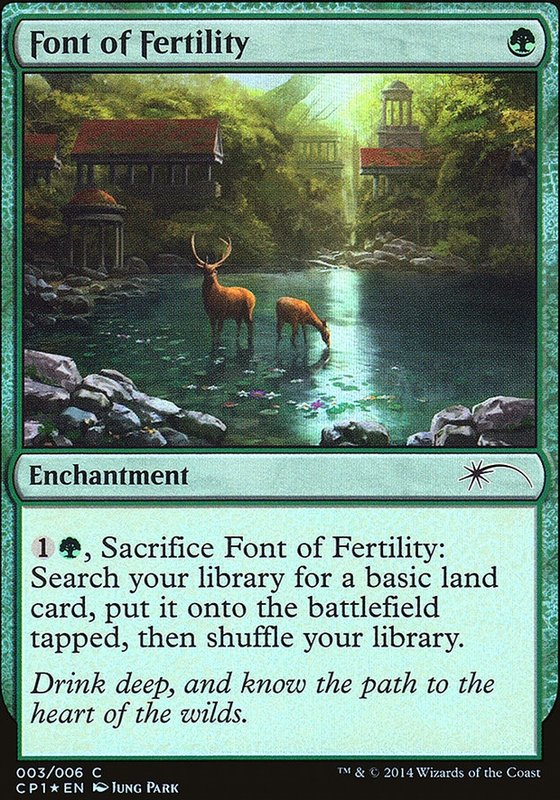 Font of Fertility
Enchantment
1, Sacrifice Font of Fertility:
Search your library for a basic land
card, put it onto the battlefield
tapped, then shuffle your library.
Drink deep, and know the path to the
heart of the wilds.
003/006 C
CP1★EN Jung Park
™ & © 2014 Wizards of the Coast